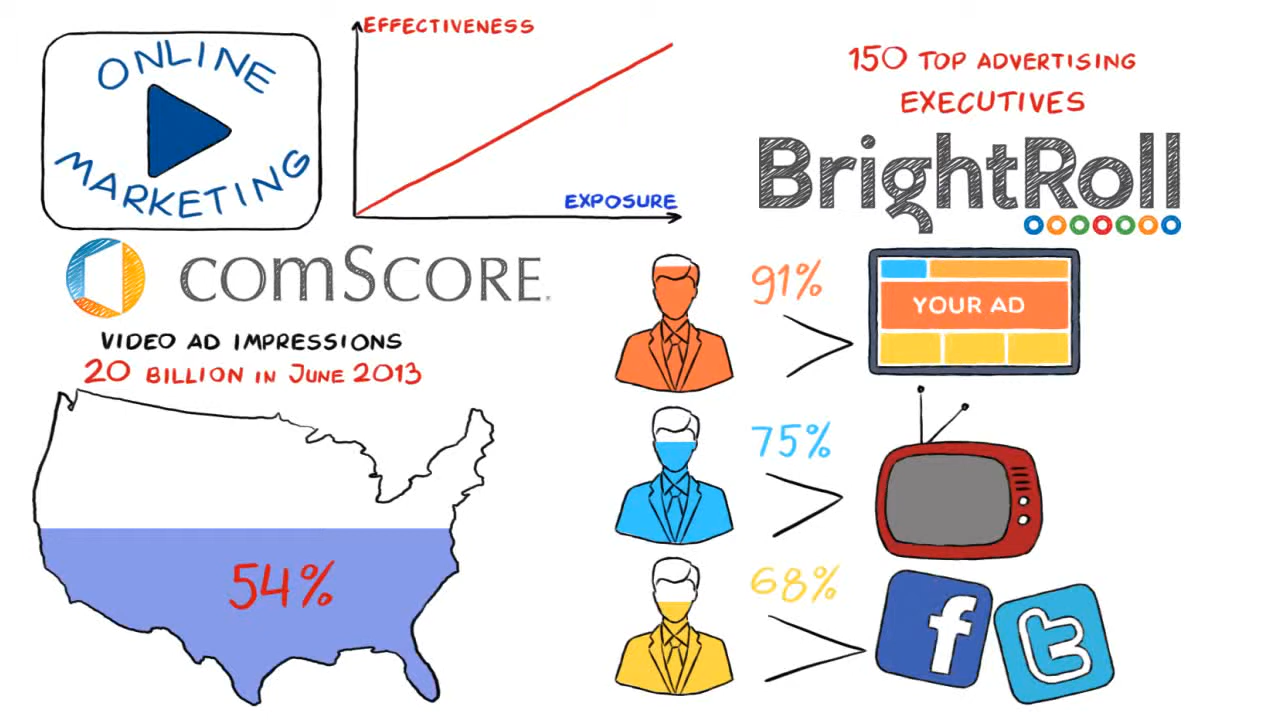 ONLINE
MARKETING
EFFECTIVENESS
EXPOSURE
comScore.
VIDEO AD IMPRESSIONS
20 BILLION IN JUNE 2013
54%
150 TOP ADVERTISING
EXECUTIVES
BrightRoll
91%
YOUR AD
75%
68%
f
t